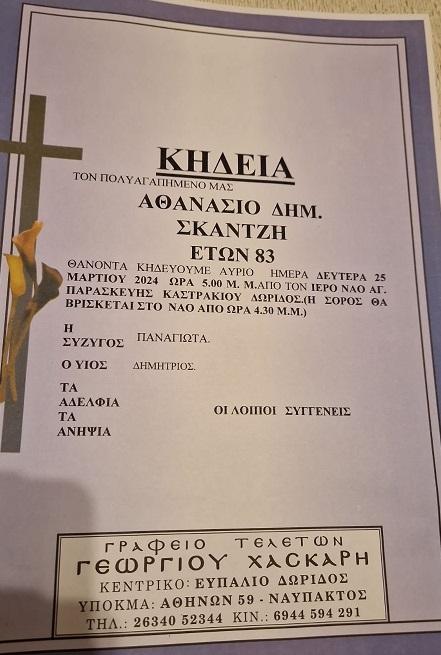 ΚΗΔΕΙΑ
ΤΟΝ ΠΟΛΥΑΓΑΠΗΜΕΝΟ ΜΑΣ
ΑΘΑΝΑΣΙΟ ΔΗΜ.
ΣΚΑΝΤΖΗ
ΕΤΩΝ 83
ΘΑΝΟΝΤΑ ΚΗΔΕΥΟΥΜΕ ΑΥΡΙΟ ΗΜΕΡΑ ΔΕΥΤΕΡΑ 25
ΜΑΡΤΙΟΥ 2024 ΩΡΑ 5.00 Μ. Μ.ΑΠΟ ΤΟΝ ΙΕΡΟ ΝΑΟ ΑΓ.
ΠΑΡΑΣΚΕΥΗΣ ΚΑΣΤΡΑΚΙΟΥ ΔΩΡΙΔΟΣ.(Η ΣΟΡΟΣ ΘΑ
ΒΡΙΣΚΕΤΑΙ ΣΤΟ ΝΑΟ ΑΠΟ ΩΡΑ 4.30 Μ.Μ.)
Η
ΣΥΖΥΓΟΣ ΠΑΝΑΓΙΩΤΑ.
Ο ΥΙΟΣ ΔΗΜΗΤΡΙΟΣ.
ΤΑ
ΑΔΕΛΦΙΑ
ΤΑ
ΑΝΗΨΙΑ
ΟΙ ΛΟΙΠΟΙ ΣΥΓΓΕΝΕΙΣ
ΓΡΑΦΕΙΟ ΤΕΛΕΤΩΝ
ΓΕΩΡΓΙΟΥ ΧΑΣΚΑΡΗ
ΚΕΝΤΡΙΚΟ: ΕΥΠΑΛΙΟ ΔΩΡΙΔΟΣ
ΥΠΟΚΜΑ: ΑΘΗΝΩΝ 59 - ΝΑΥΠΑΚΤΟΣ
ΤΗΛ.: 26340 52344 ΚΙΝ.: 6944 594 291